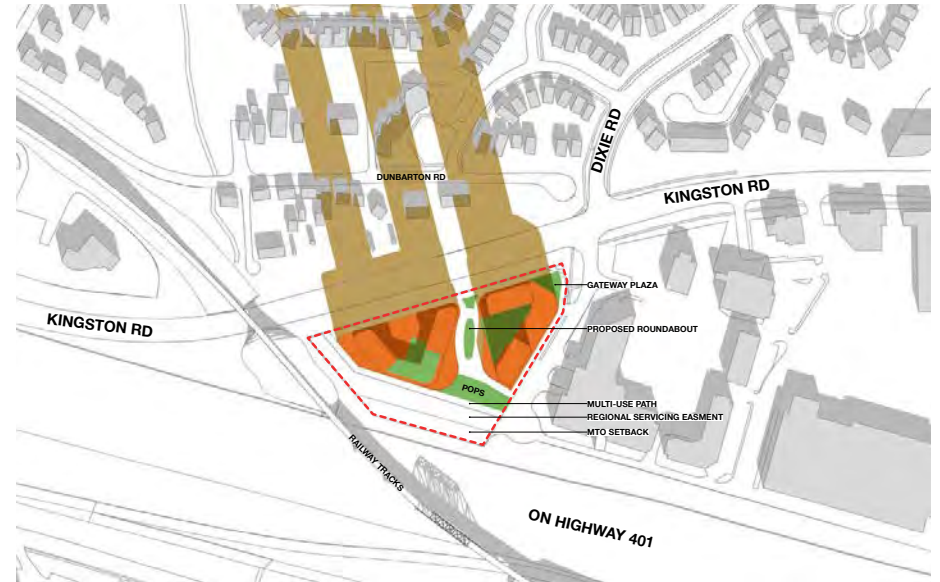 DIXIE RD
DUNBARTON RD
KINGSTON RD
GATEWAY PLAZA
KINGSTON RD
PROPOSED ROUNDABOUT
POPS
MULTI-USE PATH
REGIONAL SERVICING EASMENT
MTO SETBACK
RAILWAY TRACKS
ON HIGHWAY 401